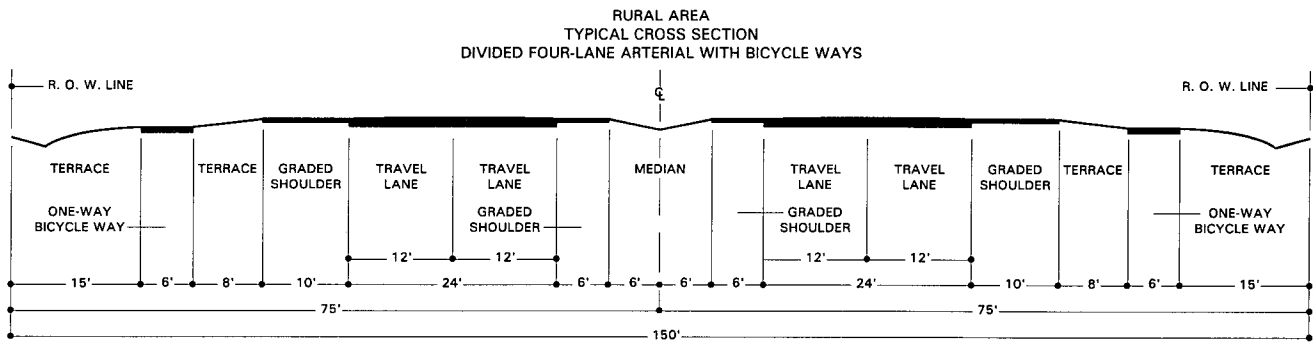 RURAL AREA
TYPICAL CROSS SECTION
DIVIDED FOUR-LANE ARTERIAL WITH BICYCLE WAYS
R. O. W. LINE
℄
R. O. W. LINE
TERRACE
TERRACE
GRADED
SHOULDER
TRAVEL
LANE
TRAVEL
LANE
MEDIAN
TRAVEL
LANE
TRAVEL
LANE
GRADED
SHOULDER
TERRACE
TERRACE
ONE-WAY
BICYCLE WAY
GRADED
SHOULDER
GRADED
SHOULDER
ONE-WAY
BICYCLE WAY
12' 12' 12' 12'
15' 6' 8' 10' 24' 6' 6' 6' 6' 24' 10' 8' 6' 15'
75' 75'
150'